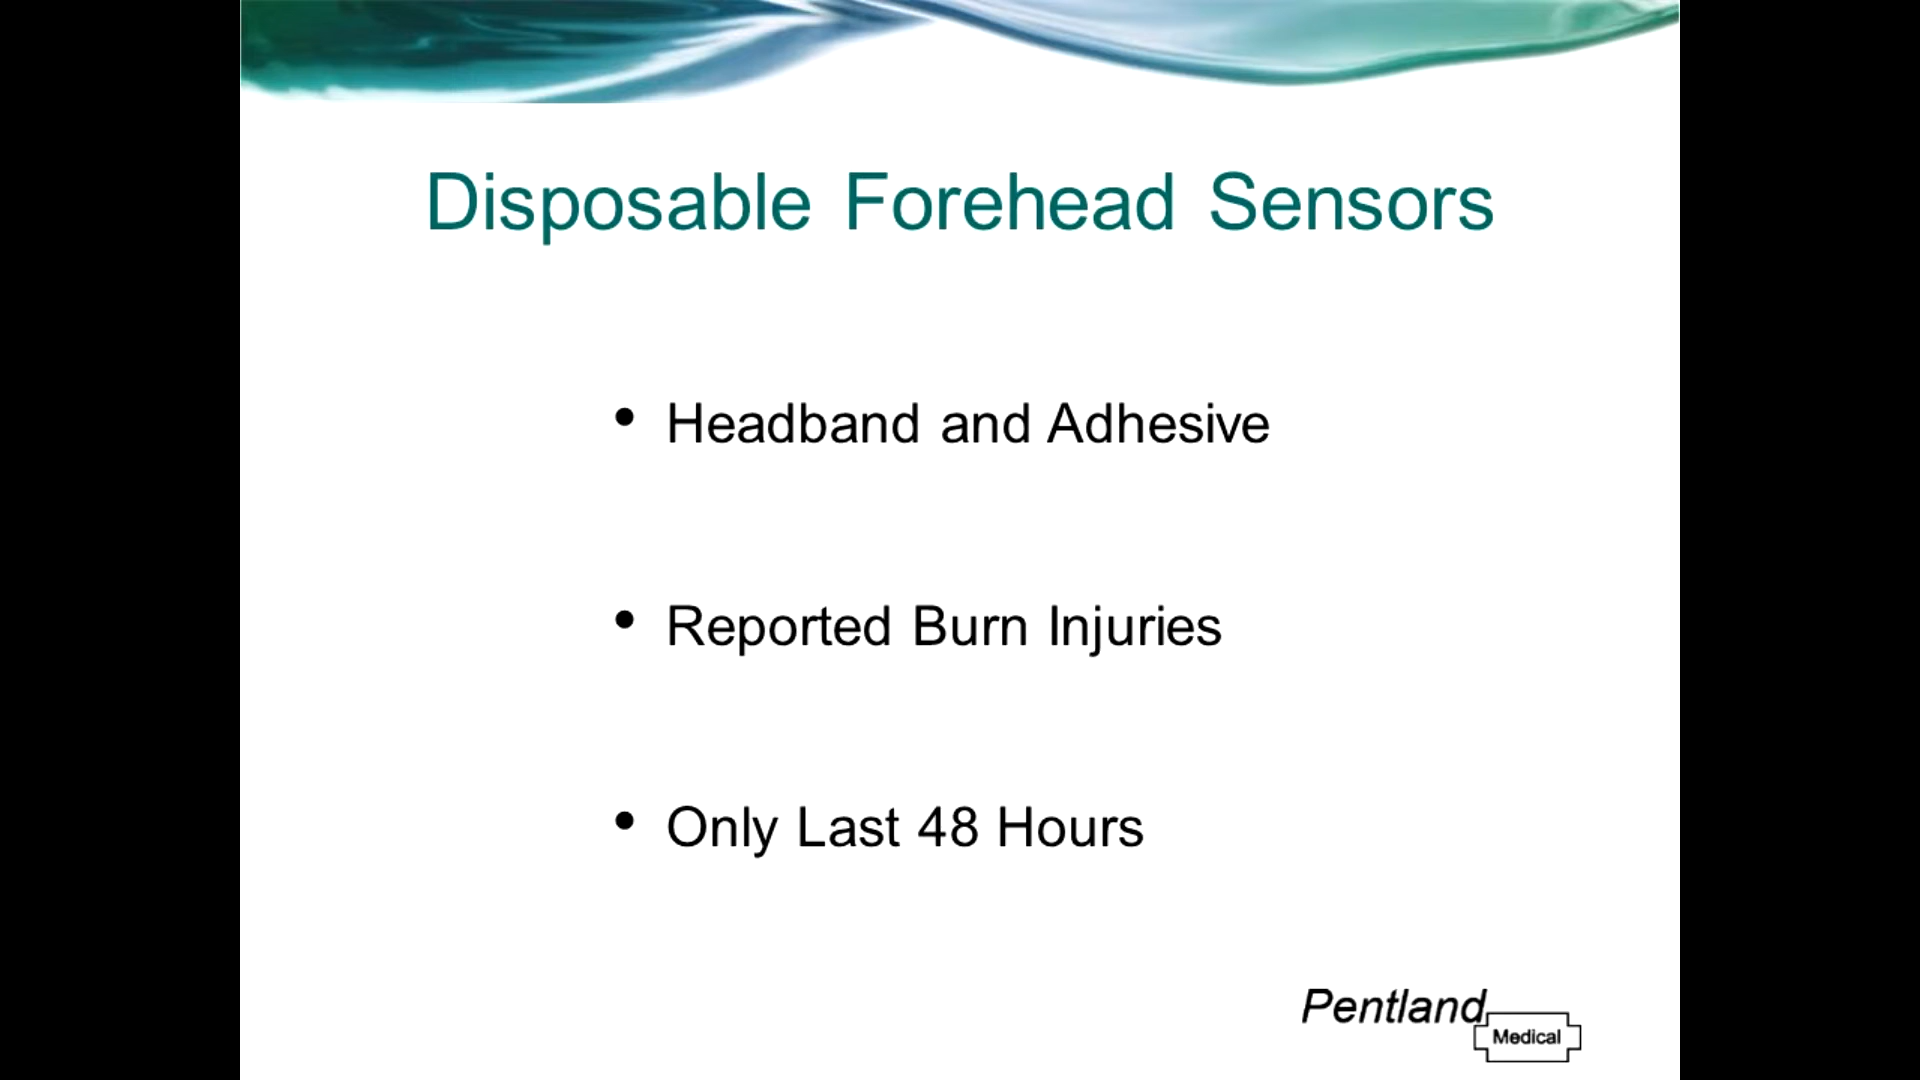 Disposable Forehead Sensors
• Headband and Adhesive
• Reported Burn Injuries
• Only Last 48 Hours
Pentland
Medical